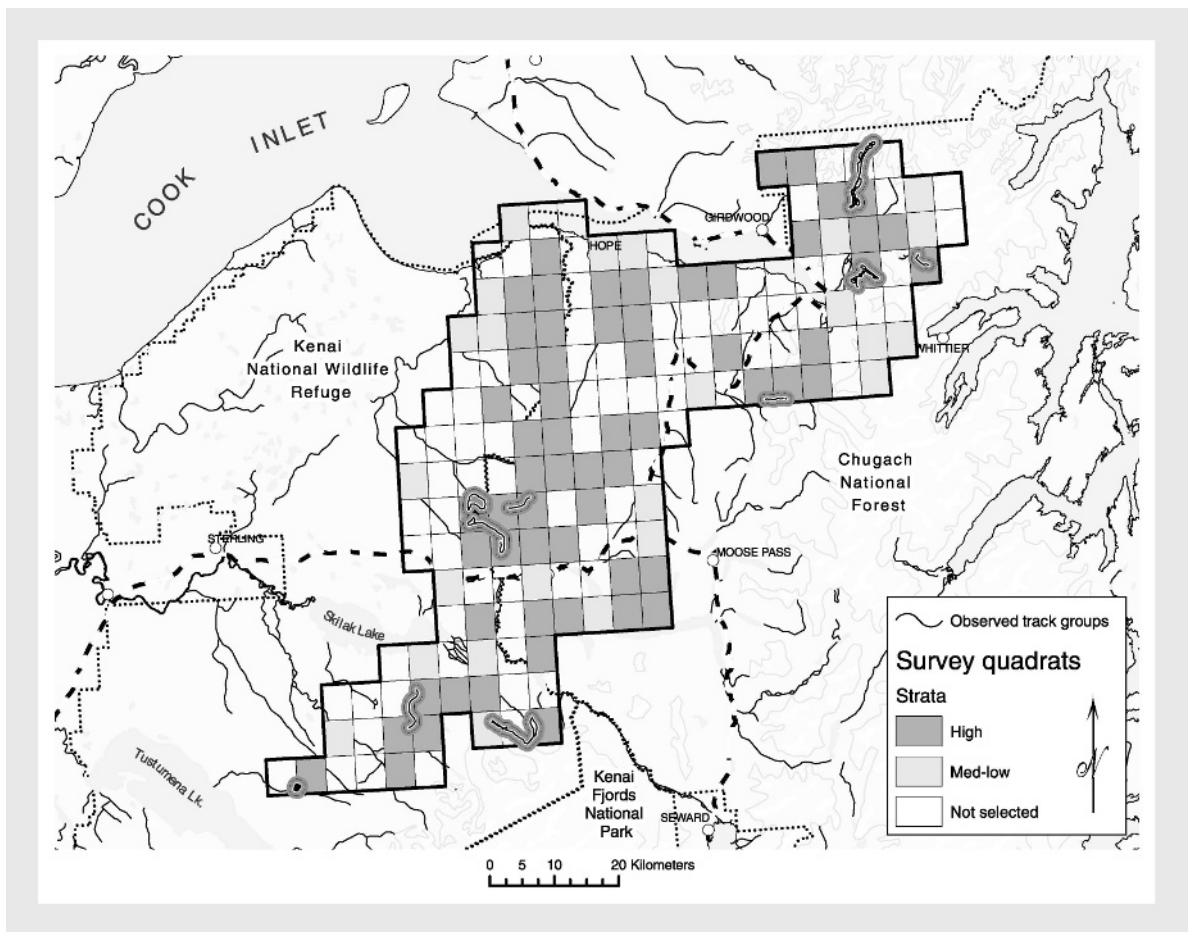 COOK INLET
GIRDWOOD
HOPE
WHITTIER
Kenai
National Wildlife
Refuge
Chugach
National
Forest
STERLING
MOOSE PASS
Skilak Lake
Tustumena Lk.
Kenai
Fjords
National
Park
SEWARD
Observed track groups
Survey quadrats
Strata
High
Med-low
Not selected
0 5 10 20 Kilometers